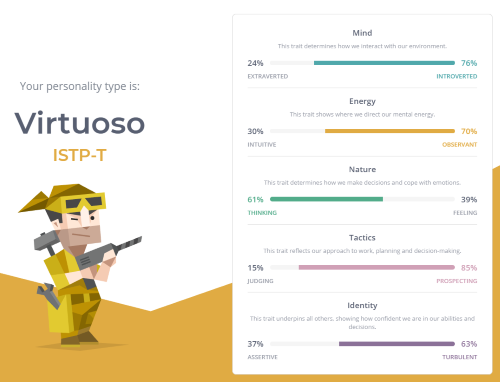 Your personality type is:
Virtuoso
ISTP-T
Mind
This trait determines how we interact with our environment.
24% 76%
EXTRAVERTED INTROVERTED
Energy
This trait shows where we direct our mental energy.
30% 70%
INTUITIVE OBSERVANT
Nature
This trait determines how we make decisions and cope with emotions.
61% 39%
THINKING FEELING
Tactics
This trait reflects our approach to work, planning and decision-making.
15% 85%
JUDGING PROSPECTING
Identity
This trait underpins all others, showing how confident we are in our abilities and
decisions.
37% 63%
ASSERTIVE TURBULENT